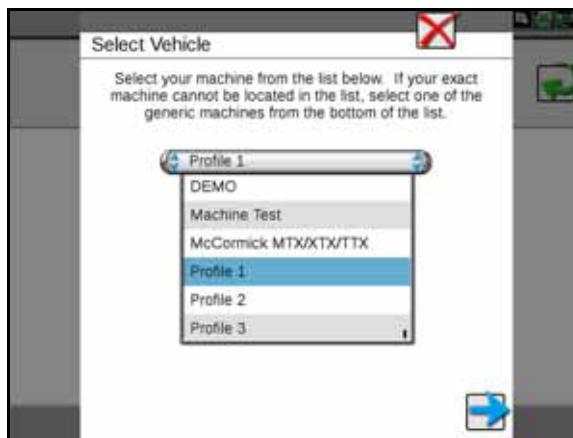 Select Vehicle
Select your machine from the list below. If your exact
machine cannot be located in the list, select one of the
generic machines from the bottom of the list.
Profile 1
DEMO
Machine Test
McCormick MTX/XTX/TTX
Profile 1
Profile 2
Profile 3